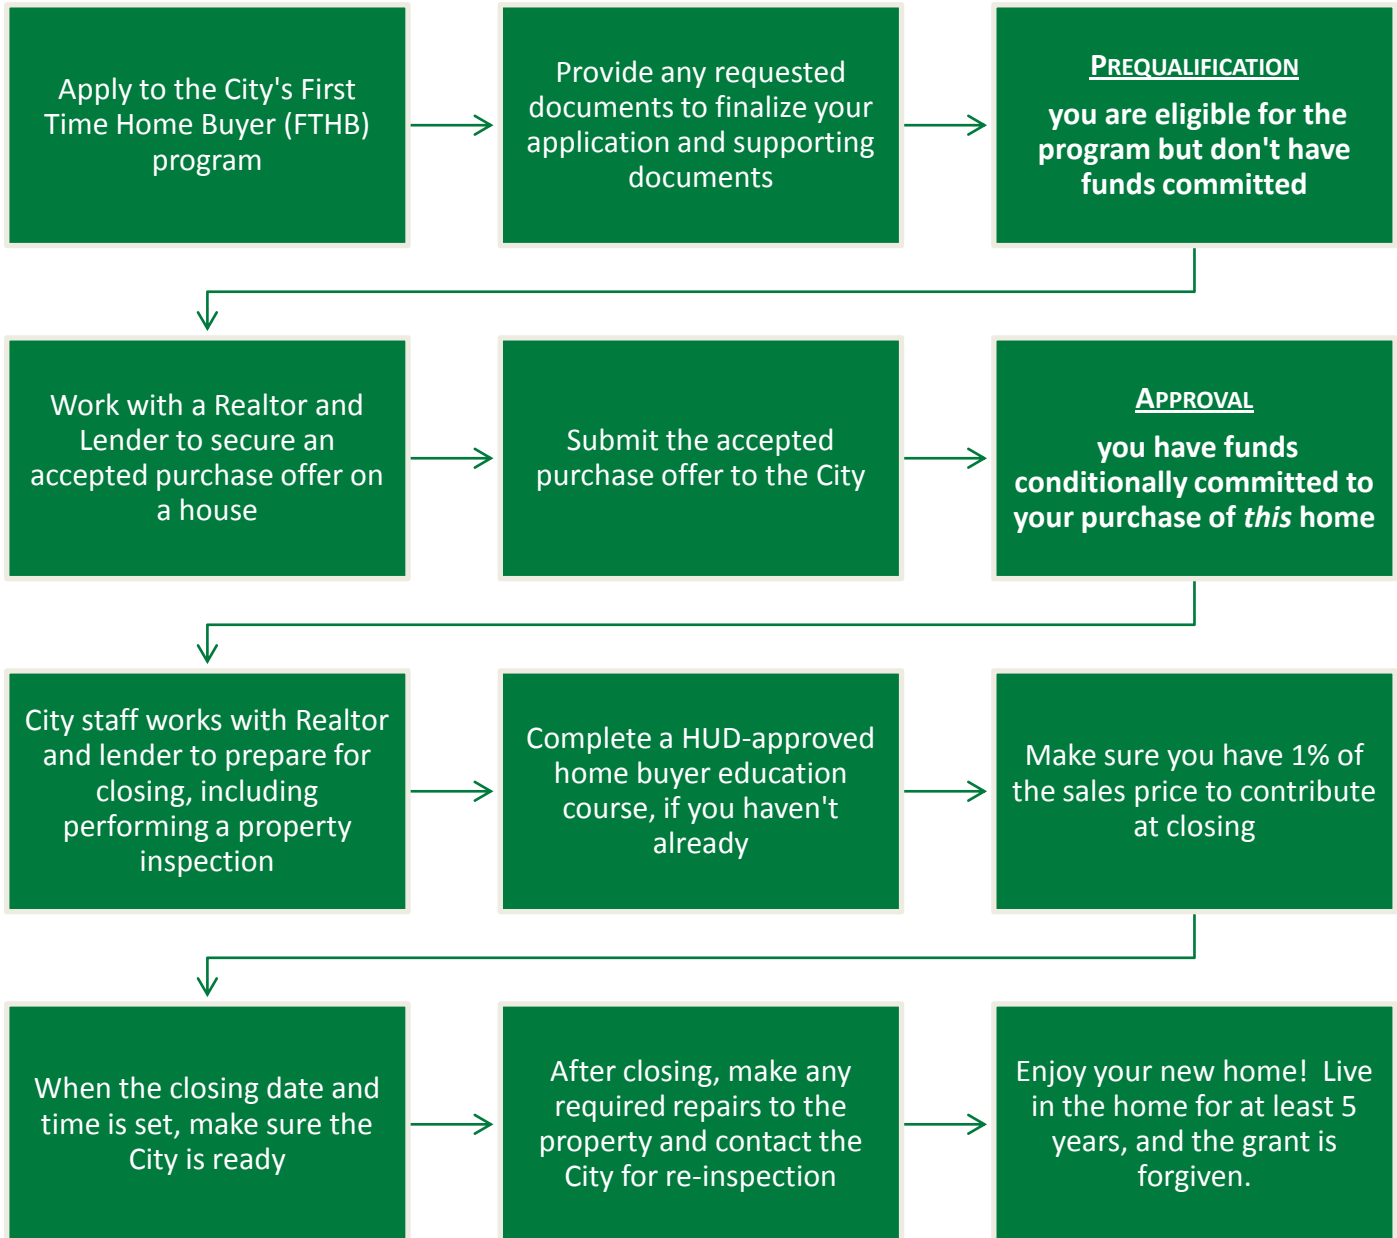 Apply to the City's First
Time Home Buyer (FTHB)
program
Provide any requested
documents to finalize your
application and supporting
documents
PREQUALIFICATION
you are eligible for the
program but don't have
funds committed
Work with a Realtor and
Lender to secure an
accepted purchase offer on
a house
Submit the accepted
purchase offer to the City
APPROVAL
you have funds
conditionally committed to
your purchase of this home
City staff works with Realtor
and lender to prepare for
closing, including
performing a property
inspection
Complete a HUD-approved
home buyer education
course, if you haven't
already
Make sure you have 1% of
the sales price to contribute
at closing
When the closing date and
time is set, make sure the
City is ready
After closing, make any
required repairs to the
property and contact the
City for re-inspection
Enjoy your new home!  Live
in the home for at least 5
years, and the grant is
forgiven.